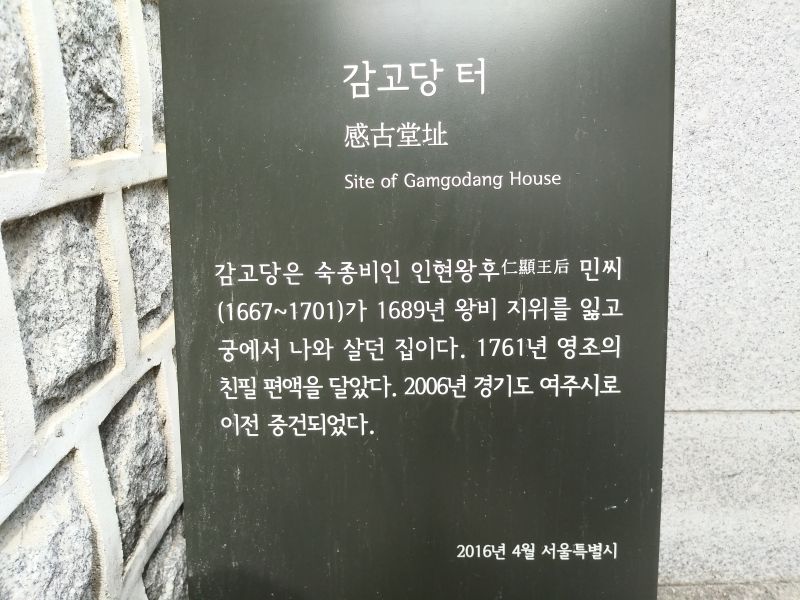 감고당 터
感古堂址
Site of Gamgodang House
감고당은 숙종비인 인현왕후仁顯王后 민씨
(1667~1701)가 1689년 왕비 지위를 잃고
궁에서 나와 살던 집이다. 1761년 영조의
친필 편액을 달았다. 2006년 경기도 여주시로
이전 중건되었다.
2016년 4월 서울특별시